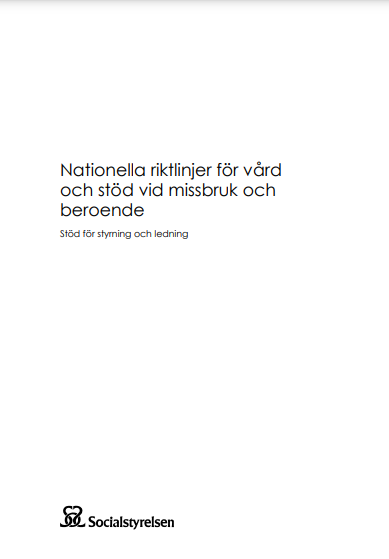 Nationella riktlinjer för vård
och stöd vid missbruk och
beroende
Stöd för styrning och ledning
Socialstyrelsen